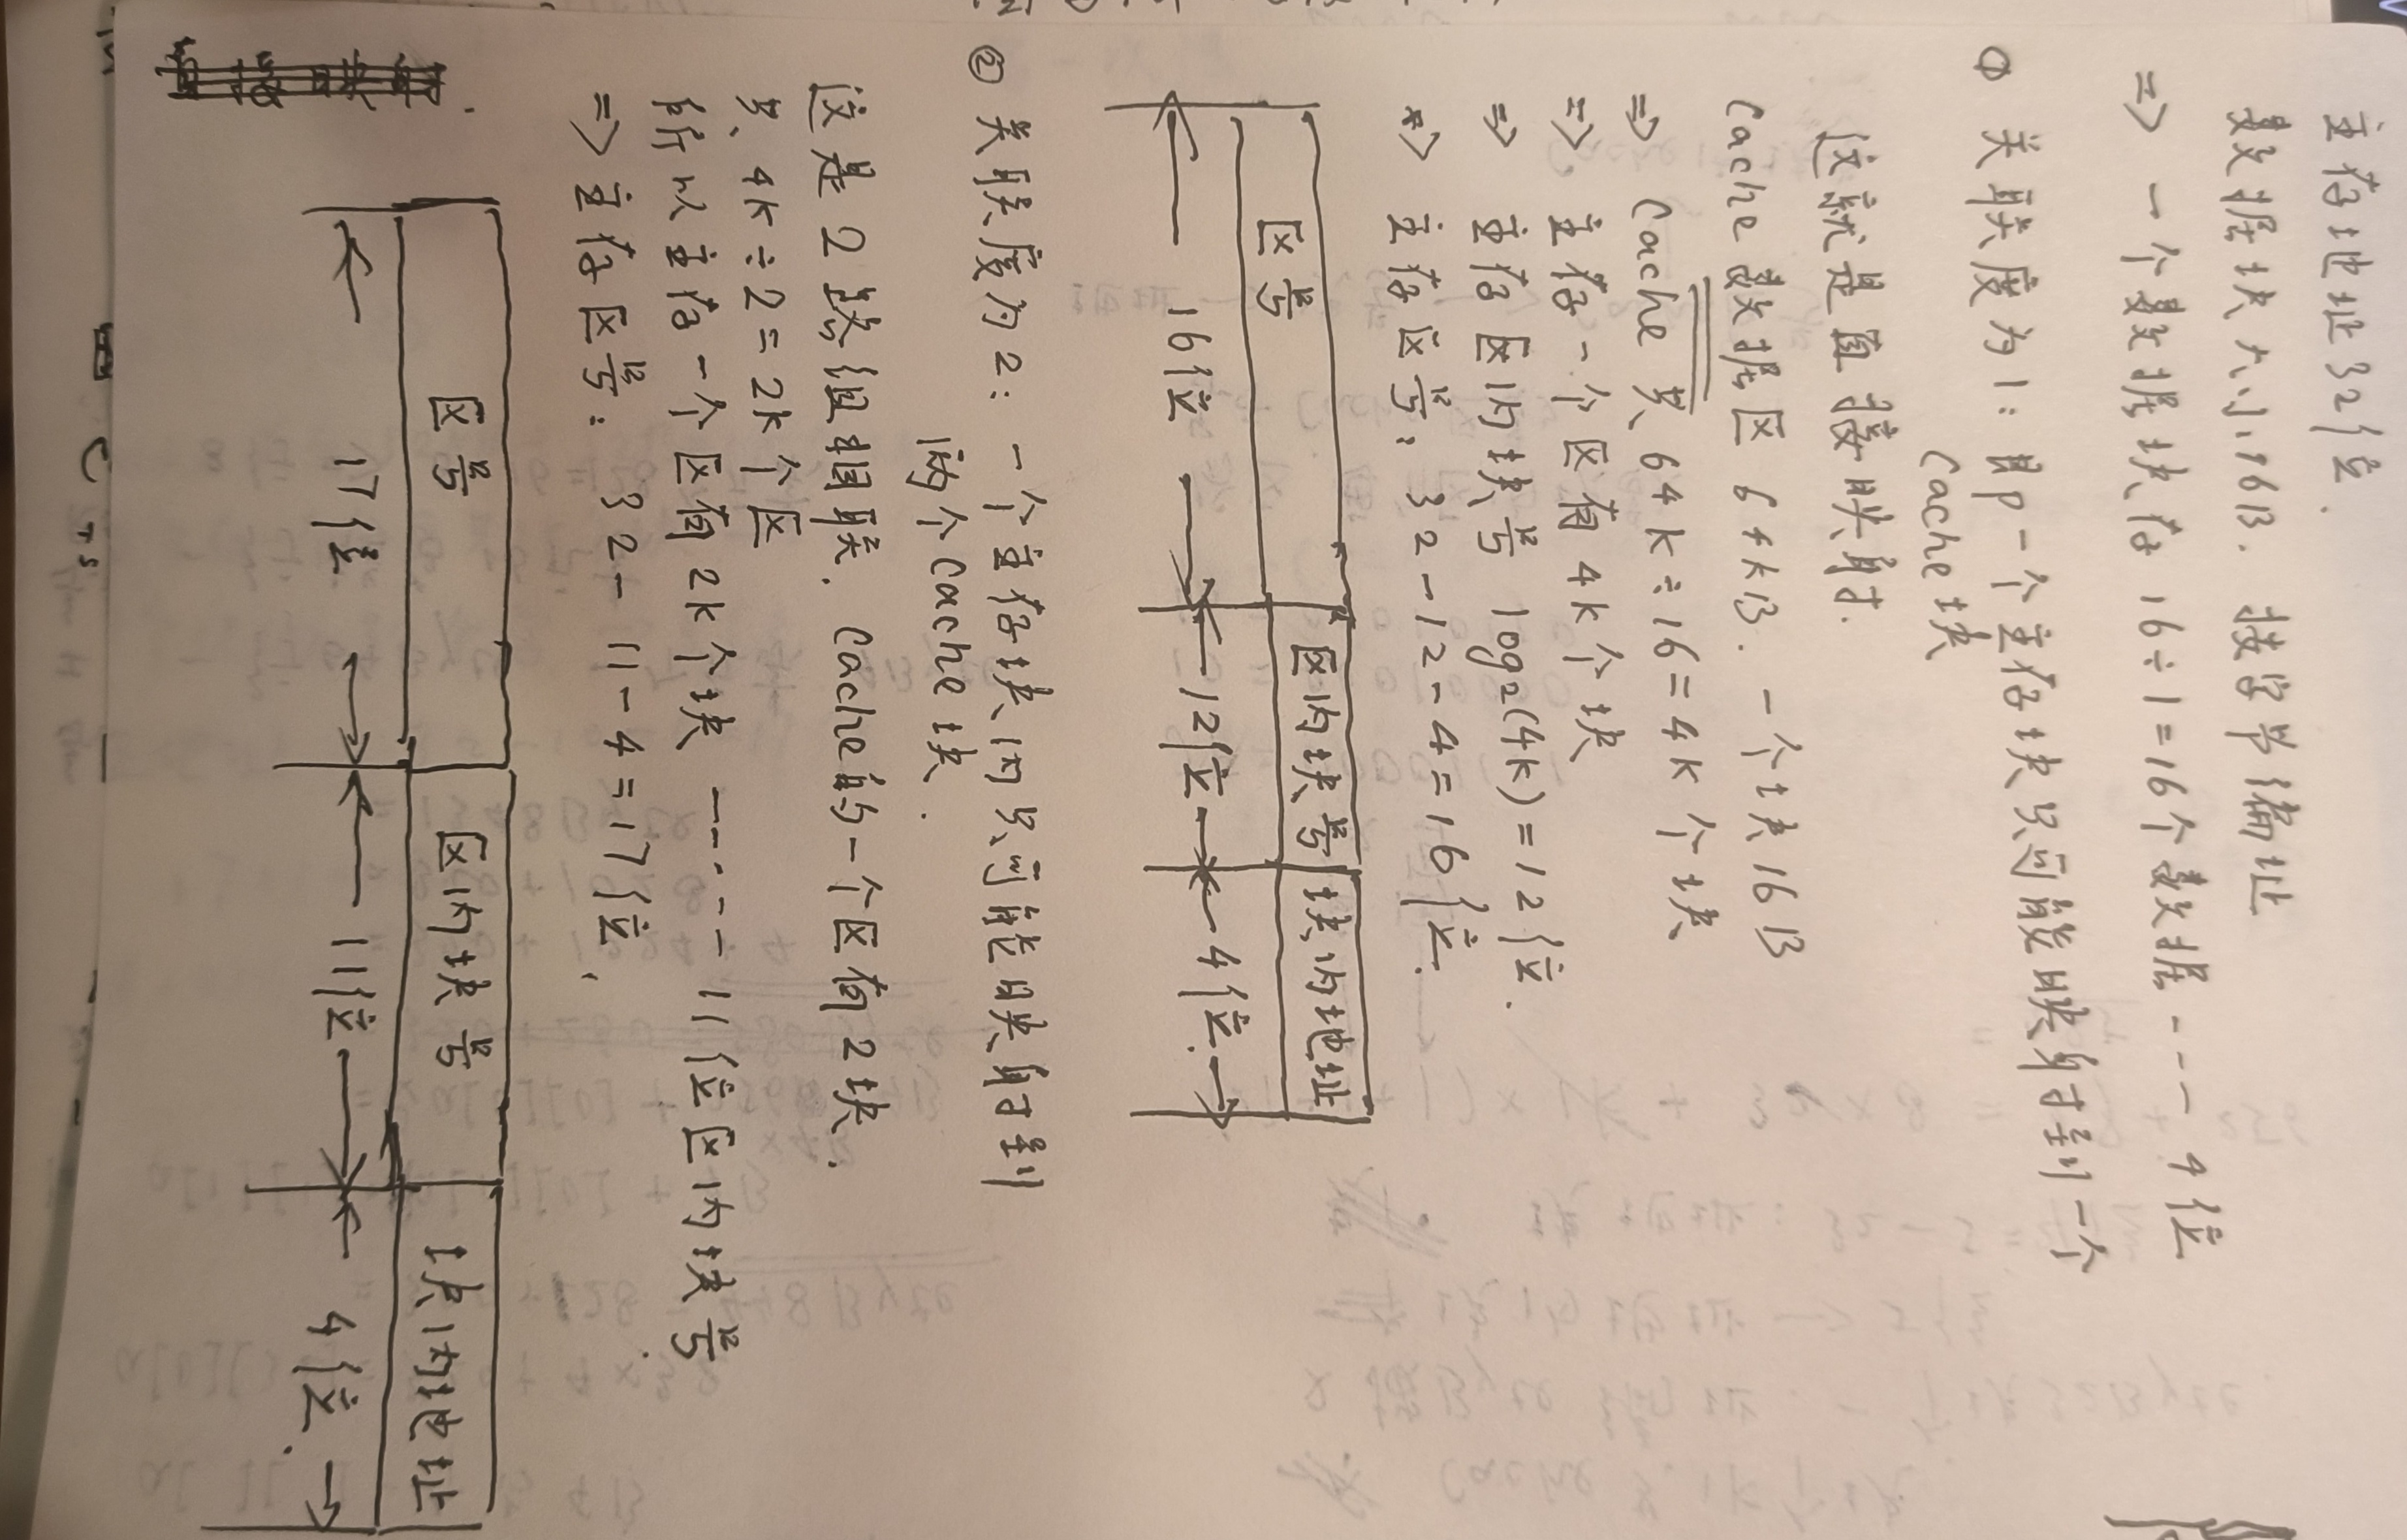 主存地址32位.
数据块大小16B. 按字节编址
=> 一个数据块存 16÷1=16个数据 ---- 4位
① 关联度为1: 即一个主存块只可能映射到一个
Cache块
这就是直接映射.
Cache 数据区 64KB. 一个块16B
=> Cache 共 64K÷16=4K 个块
=> 主存一个区有 4K个块
=> 主存区内块号 log2(4K)=12位.
=> 主存区号: 32-12-4=16位.
区号 区内块号 块内地址
16位 12位 4位.
② 关联度为2: 一个主存块内只可能映射到
两个Cache块.
这是2路组相联. Cache的一个区有2块.
共 4K÷2=2K个区
所以主存一个区有2K个块 ------ 11位区内块号.
=> 主存区号: 32-11-4=17位.
区号 区内块号 块内地址
17位 11位 4位.